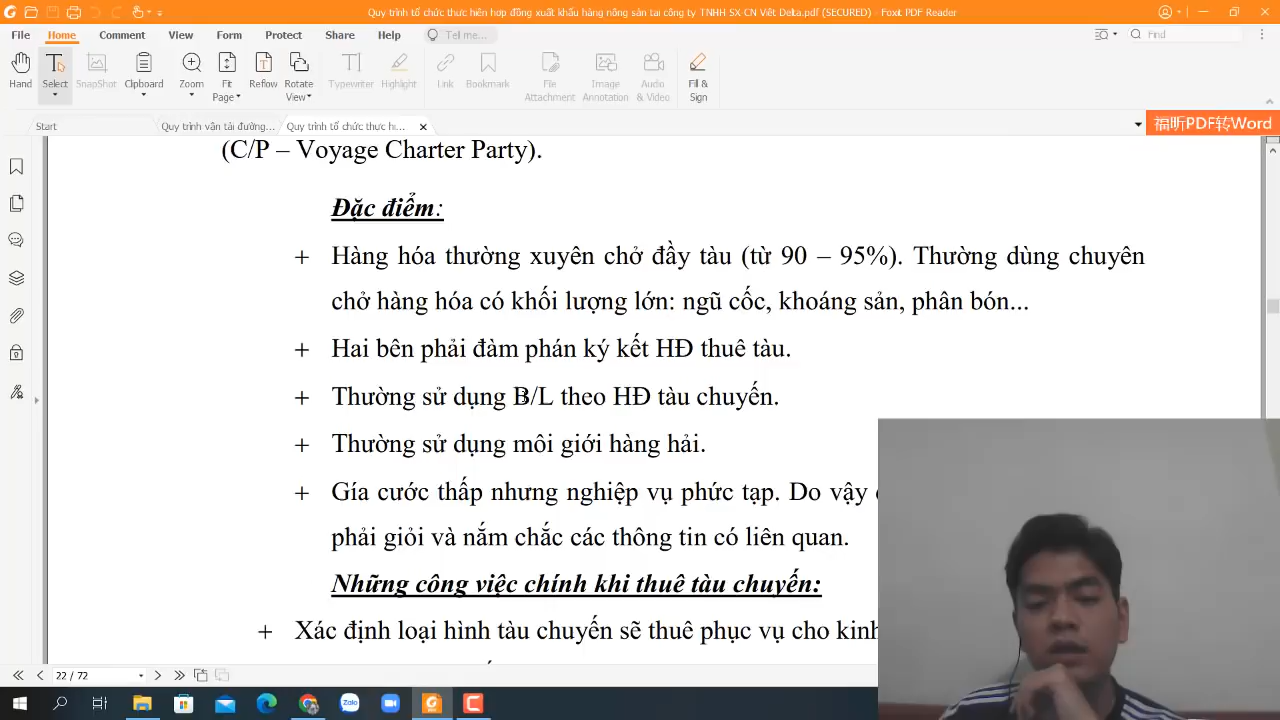 Quy trình tổ chức thực hiên hợp đồng xuất khẩu hàng nông sản tai công ty TNHH SX CN Viêt Delta.pdf (SECURED) - Foxit PDF Reader
File Home Comment View Form Protect Share Help Tell me... Find
Hand Select SnapShot Clipboard Zoom Fit Page Reflow Rotate View Typewriter Highlight Link Bookmark File Attachment Image Annotation Audio & Video Fill & Sign
Start Quy trình vận tải đường... Quy trình tổ chức thưc hi... 福昕PDF转Word
(C/P – Voyage Charter Party).
Đặc điểm:
+ Hàng hóa thường xuyên chở đầy tàu (từ 90 – 95%). Thường dùng chuyên
chở hàng hóa có khối lượng lớn: ngũ cốc, khoáng sản, phân bón...
+ Hai bên phải đàm phán ký kết HĐ thuê tàu.
+ Thường sử dụng B/L theo HĐ tàu chuyến.
+ Thường sử dụng môi giới hàng hải.
+ Gía cước thấp nhưng nghiệp vụ phức tạp. Do vậy
phải giỏi và nắm chắc các thông tin có liên quan.
Những công việc chính khi thuê tàu chuyến:
+ Xác định loại hình tàu chuyến sẽ thuê phục vụ cho kinh
22 / 72
Zalo